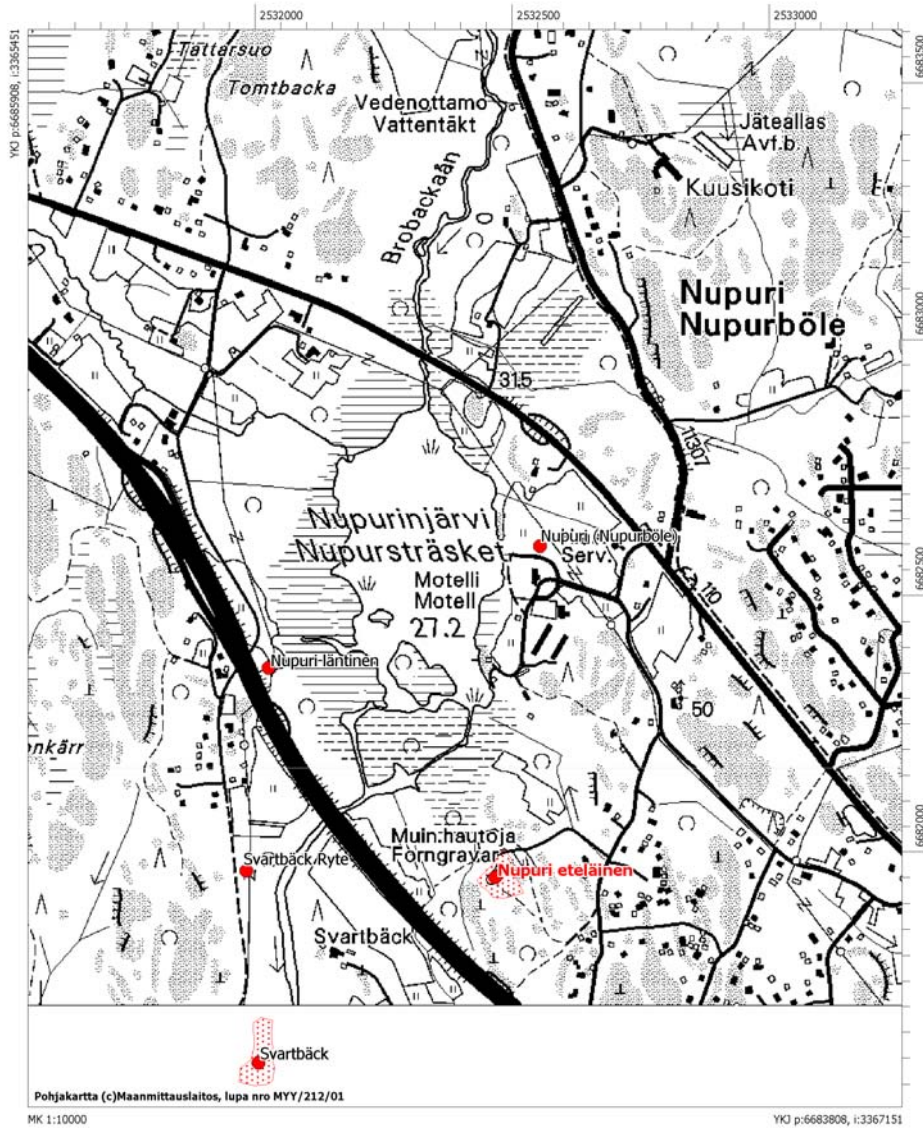 2532000
2532500
2533000
YKJ p:6685908, i:3365451
6683500
Tattarsuo
Tomtbacka
Vedenottamo
Vattentäkt
Jäteallas
Avf.b.
Kuusikoti
Brobackaån
Nupuri
Nupurböle
6683000
315
11307
Nupurinjärvi
Nupursträsket
Nupuri (Nupurböle)
Serv.
Motelli
Motell
27.2
110
6682500
Nupuri läntinen
50
onkärr
6682000
Muin.hautoja
Forngravar
Svartbäck Ryte
Nupuri eteläinen
Svartbäck
Svartbäck
Pohjakartta (c)Maanmittauslaitos, lupa nro MYY/212/01
MK 1:10000
YKJ p:6683808, i:3367151